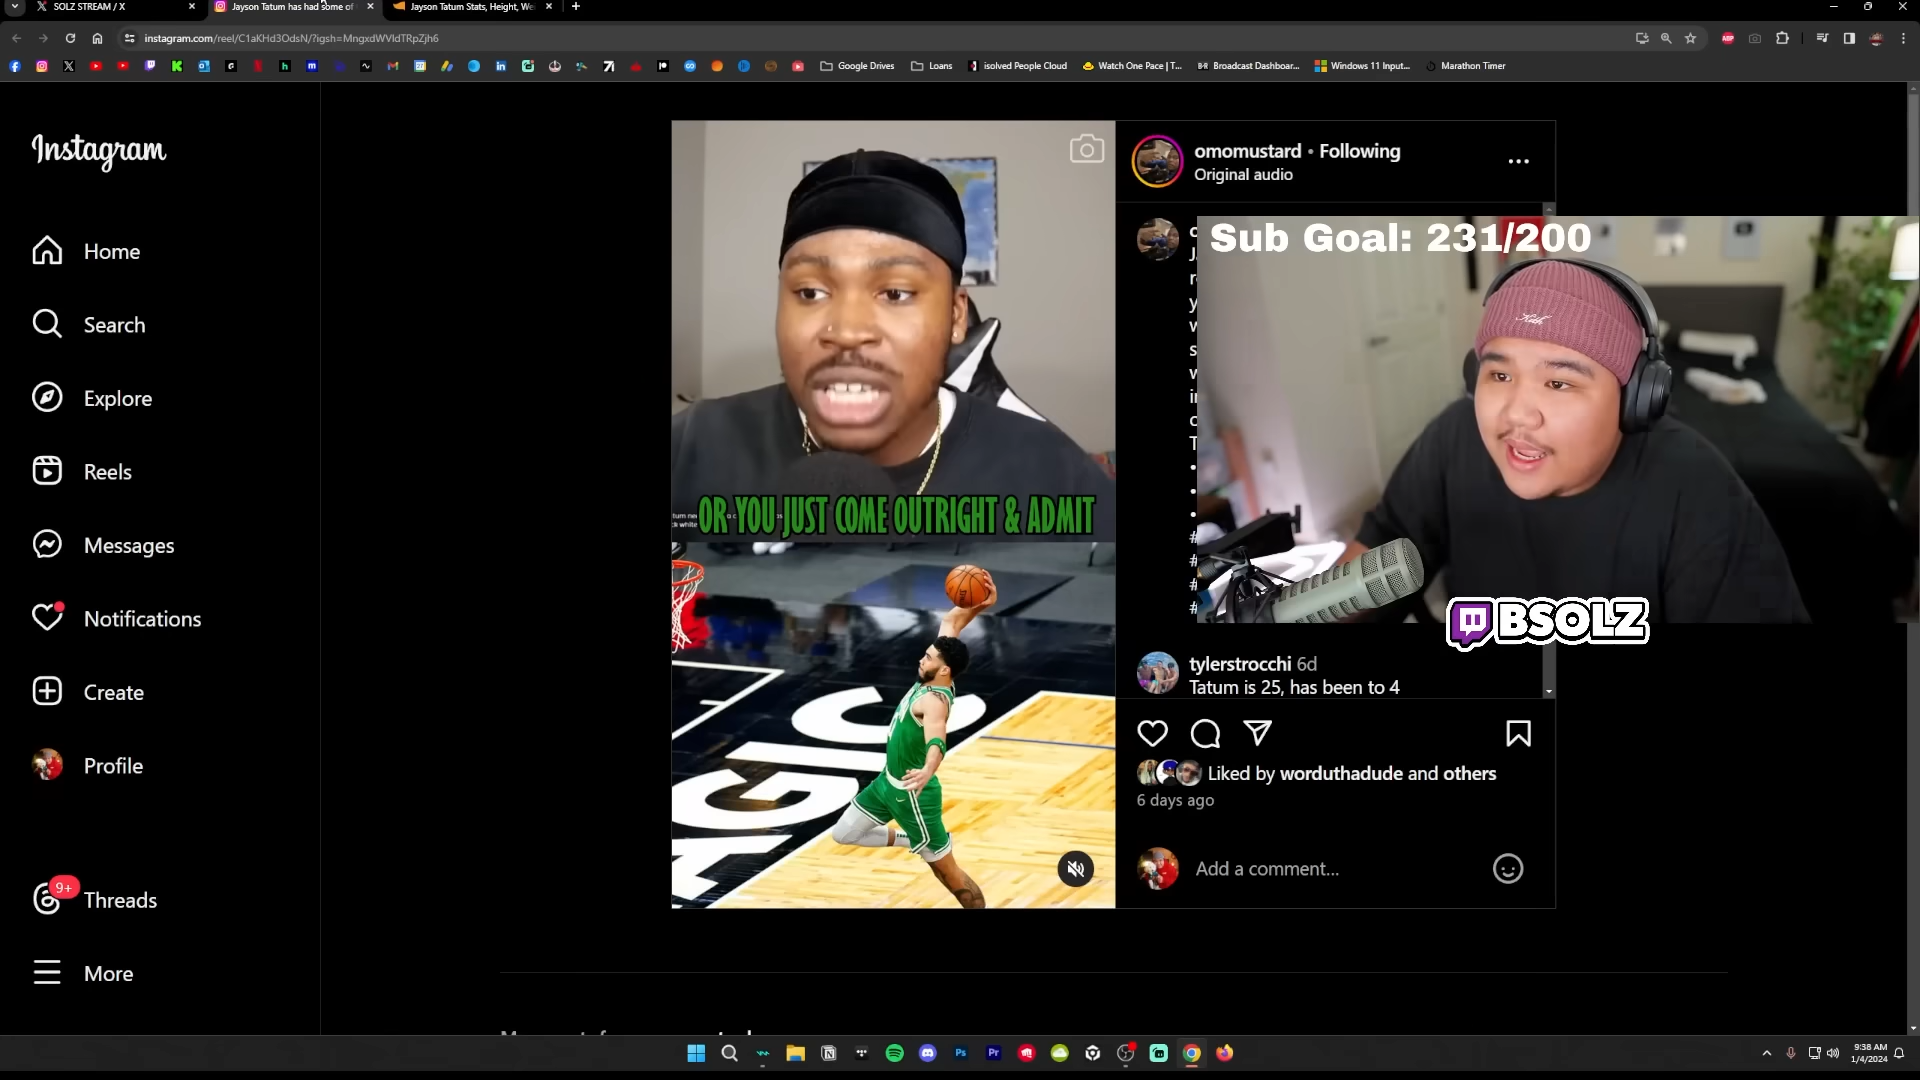 SOLZ STREAM / X
Jayson Tatum has had some of
Jayson Tatum Stats, Height, We
instagram.com/reel/C1aKHd3OdsN/?igsh=MngxdWVldTRpZjh6
Google Drives
Loans
isolved People Cloud
Watch One Pace | T...
Broadcast Dashboar...
Windows 11 Input...
Marathon Timer
Instagram
Home
Search
Explore
Reels
Messages
Notifications
Create
Profile
9+
Threads
More
OR YOU JUST COME OUTRIGHT & ADMIT
AGIC
omomustard • Following
Original audio
Sub Goal: 231/200
Kith
BSOLZ
tylerstrocchi 6d
Tatum is 25, has been to 4
Liked by worduthadude and others
6 days ago
Add a comment...
9:38 AM
1/4/2024